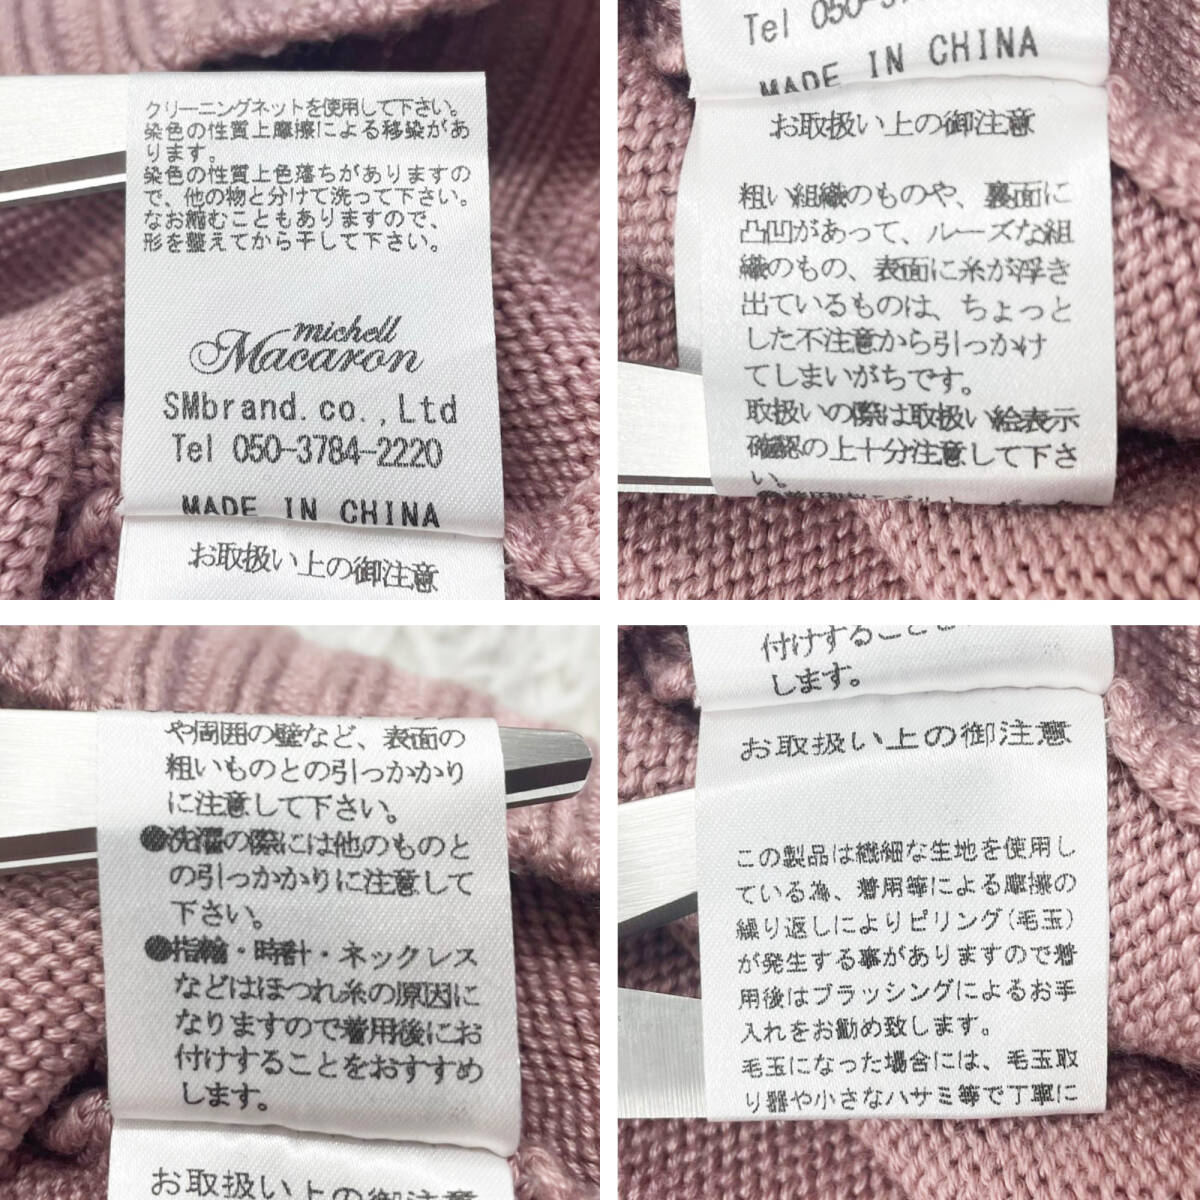 クリーニングネットを使用して下さい。
染色の性質上摩擦による移染があ
ります。
染色の性質上色落ちがありますの
で、他の物と分けて洗って下さい。
なお縮むこともありますので、
形を整えてから干して下さい。
michell
Macaron
SMbrand.co.,Ltd
Tel 050-3784-2220
MADE IN CHINA
お取扱い上の御注意
Tel
MADE IN CHINA
お取扱い上の御注意
粗い組織のものや、裏面に
凸凹があって、ルーズな組
織のもの、表面に糸が浮き
出ているものは、ちょっと
した不注意から引っかけ
てしまいがちです。
取扱いの際は取扱い絵表示
確認の上十分注意して下さ
い。
や周囲の壁など、表面の
粗いものとの引っかかり
に注意して下さい。
●洗濯の際には他のものと
の引っかかりに注意して
下さい。
●指輪・時計・ネックレス
などはほつれ糸の原因に
なりますので着用後にお
付けすることをおすすめ
します。
お取扱い上の御注意
付けすること
します。
お取扱い上の御注意
この製品は繊細な生地を使用し
ている為、着用等による摩擦の
繰り返しによりピリング(毛玉)
が発生する事がありますので着
用後はブラッシングによるお手
入れをお勧め致します。
毛玉になった場合には、毛玉取
り器や小さなハサミ等で丁寧に